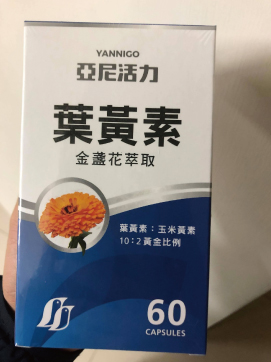 YANNIGO
亞尼活力
葉黃素
金盞花萃取
葉黃素：玉米黃素
10：2黃金比例
60
CAPSULES